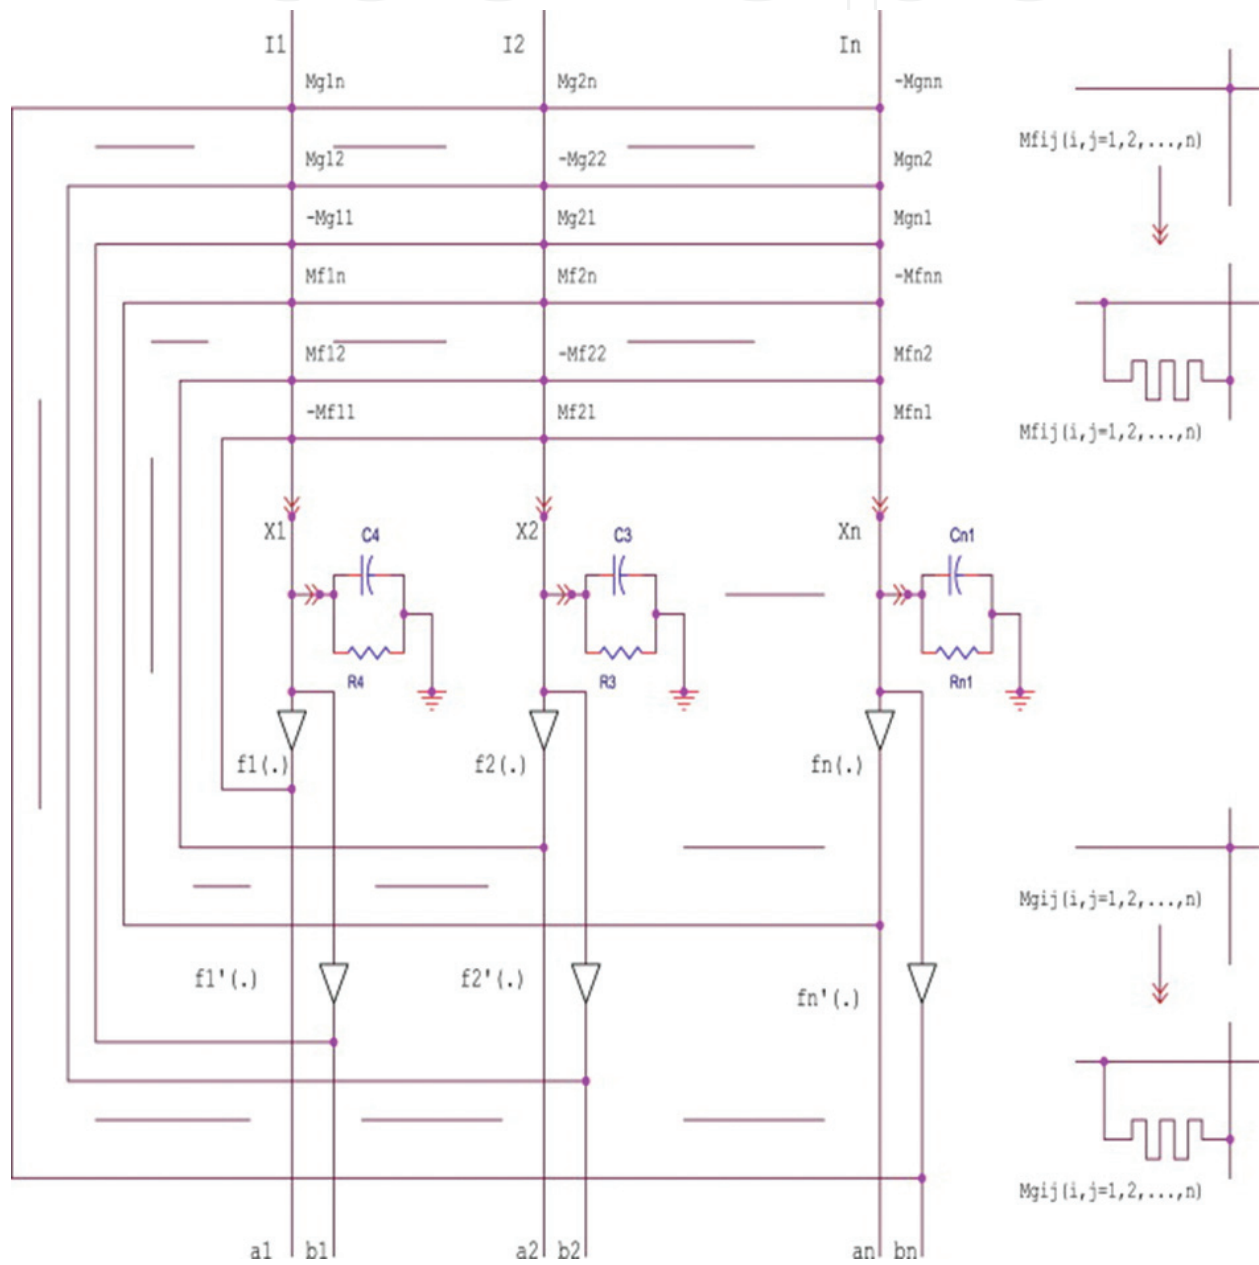 I1 I2 In
Mg1n Mg2n -Mgnn
Mfij(i,j=1,2,...,n)
Mg12 -Mg22 Mgn2
-Mg11 Mg21 Mgn1
Mf1n Mf2n -Mfnn
Mf12 -Mf22 Mfn2
-Mf11 Mf21 Mfn1
Mfij(i,j=1,2,...,n)
X1 C4 X2 C3 Xn Cn1
R4 R3 Rn1
f1(.) f2(.) fn(.)
Mgij(i,j=1,2,...,n)
f1'(.) f2'(.) fn'(.)
Mgij(i,j=1,2,...,n)
a1 b1 a2 b2 an bn